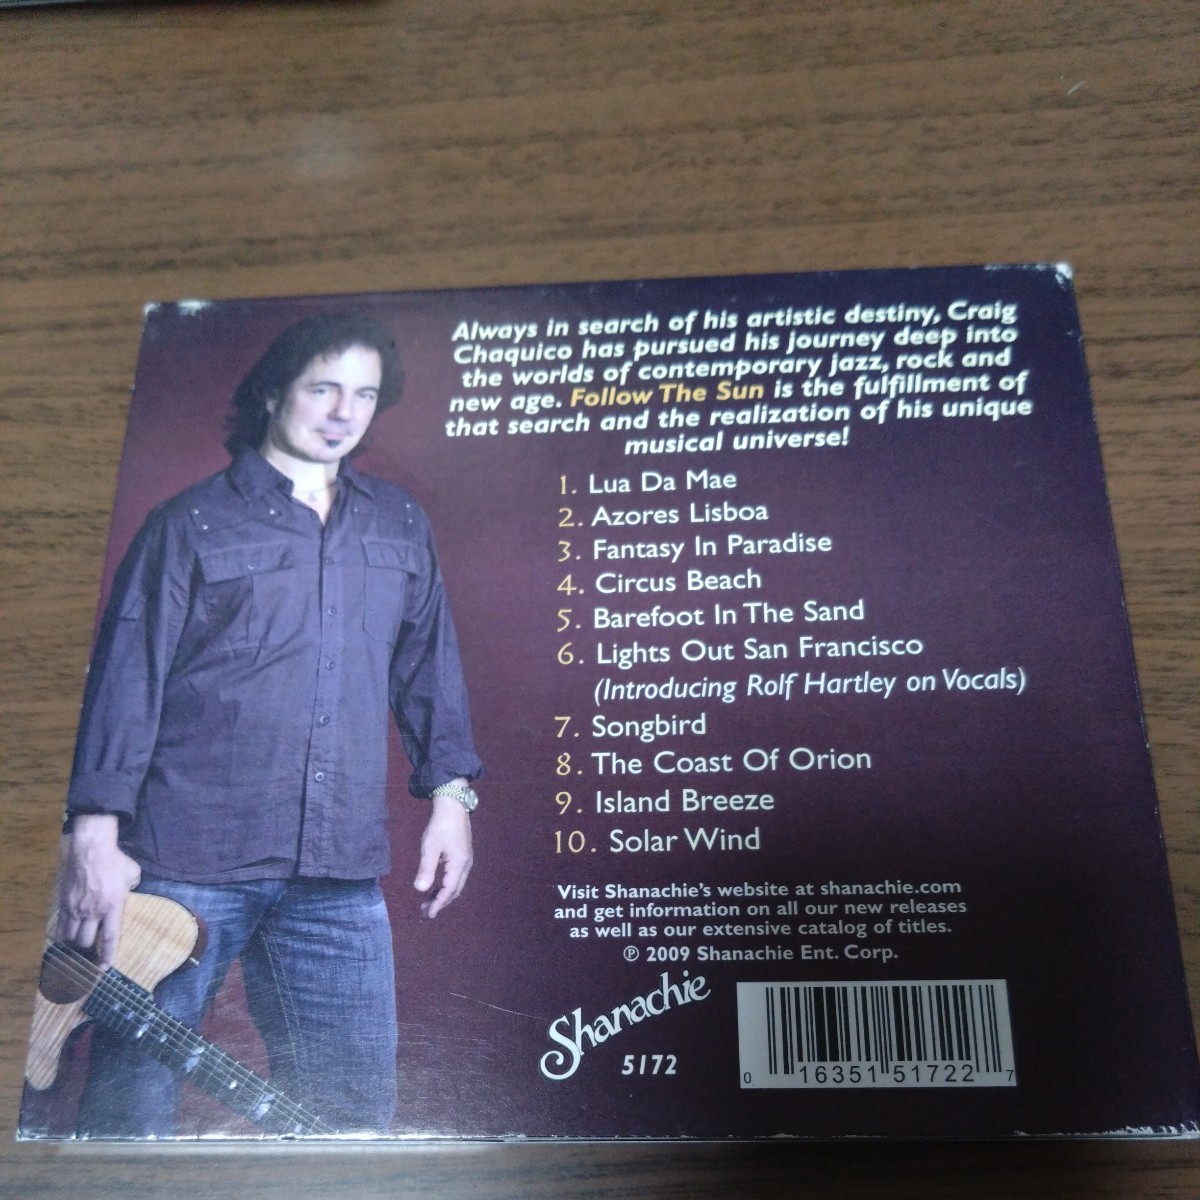 Always in search of his artistic destiny, Craig
Chaquico has pursued his journey deep into
the worlds of contemporary jazz, rock and
new age. Follow The Sun is the fulfillment of
that search and the realization of his unique
musical universe!
1. Lua Da Mae
2. Azores Lisboa
3. Fantasy In Paradise
4. Circus Beach
5. Barefoot In The Sand
6. Lights Out San Francisco
(Introducing Rolf Hartley on Vocals)
7. Songbird
8. The Coast Of Orion
9. Island Breeze
10. Solar Wind
Visit Shanachie's website at shanachie.com
and get information on all our new releases
as well as our extensive catalog of titles.
℗ 2009 Shanachie Ent. Corp.
Shanachie
5172
0 16351 51722 7